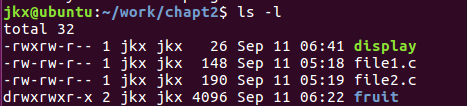 jkx@ubuntu:~/work/chapt2$ ls -l
total 32
-rwxrw-r-- 1 jkx jkx   26 Sep 11 06:41 display
-rw-rw-r-- 1 jkx jkx  148 Sep 11 05:18 file1.c
-rw-rw-r-- 1 jkx jkx  190 Sep 11 05:19 file2.c
drwxrwxr-x 2 jkx jkx 4096 Sep 11 06:22 fruit